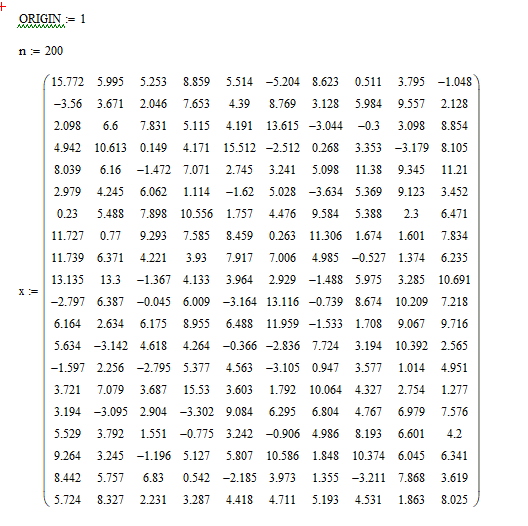 ORIGIN := 1
n := 200
15.772 5.995 5.253 8.859 5.514 −5.204 8.623 0.511 3.795 −1.048
−3.56 3.671 2.046 7.653 4.39 8.769 3.128 5.984 9.557 2.128
2.098 6.6 7.831 5.115 4.191 13.615 −3.044 −0.3 3.098 8.854
4.942 10.613 0.149 4.171 15.512 −2.512 0.268 3.353 −3.179 8.105
8.039 6.16 −1.472 7.071 2.745 3.241 5.098 11.38 9.345 11.21
2.979 4.245 6.062 1.114 −1.62 5.028 −3.634 5.369 9.123 3.452
0.23 5.488 7.898 10.556 1.757 4.476 9.584 5.388 2.3 6.471
11.727 0.77 9.293 7.585 8.459 0.263 11.306 1.674 1.601 7.834
11.739 6.371 4.221 3.93 7.917 7.006 4.985 −0.527 1.374 6.235
13.135 13.3 −1.367 4.133 3.964 2.929 −1.488 5.975 3.285 10.691
x := −2.797 6.387 −0.045 6.009 −3.164 13.116 −0.739 8.674 10.209 7.218
6.164 2.634 6.175 8.955 6.488 11.959 −1.533 1.708 9.067 9.716
5.634 −3.142 4.618 4.264 −0.366 −2.836 7.724 3.194 10.392 2.565
−1.597 2.256 −2.795 5.377 4.563 −3.105 0.947 3.577 1.014 4.951
3.721 7.079 3.687 15.53 3.603 1.792 10.064 4.327 2.754 1.277
3.194 −3.095 2.904 −3.302 9.084 6.295 6.804 4.767 6.979 7.576
5.529 3.792 1.551 −0.775 3.242 −0.906 4.986 8.193 6.601 4.2
9.264 3.245 −1.196 5.127 5.807 10.586 1.848 10.374 6.045 6.341
8.442 5.757 6.83 0.542 −2.185 3.973 1.355 −3.211 7.868 3.619
5.724 8.327 2.231 3.287 4.418 4.711 5.193 4.531 1.863 8.025